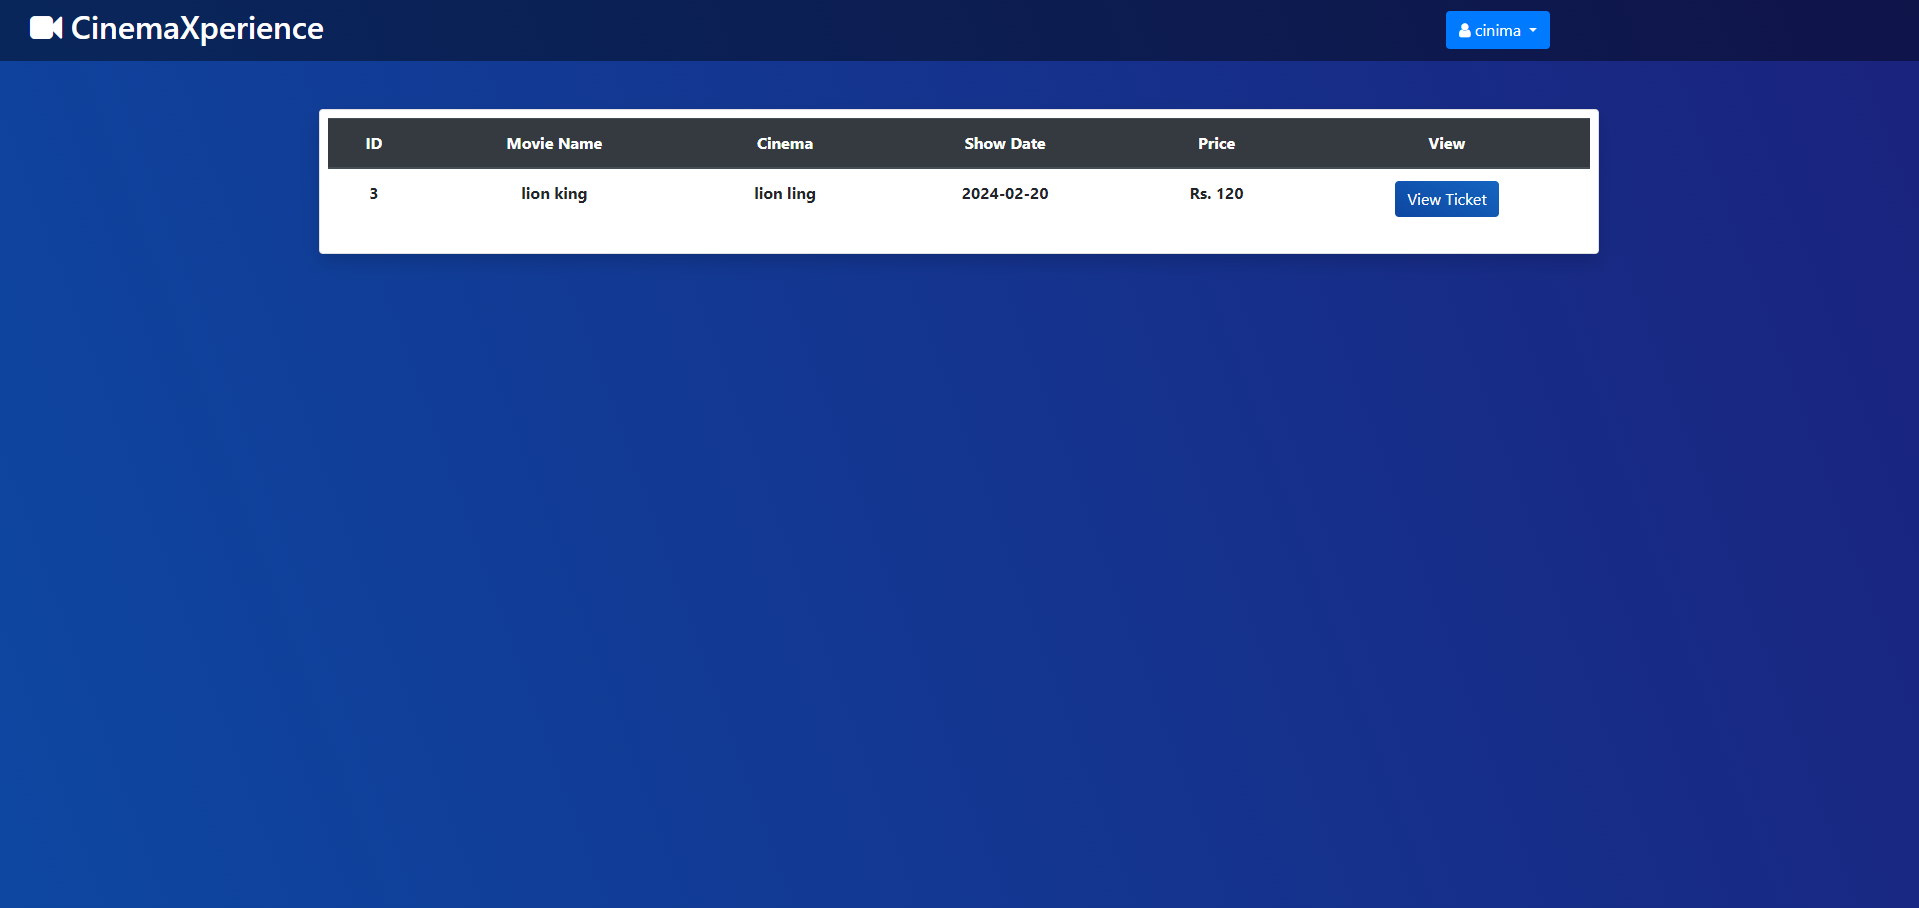 CinemaXperience
cinima
ID Movie Name Cinema Show Date Price View
3 lion king lion ling 2024-02-20 Rs. 120 View Ticket